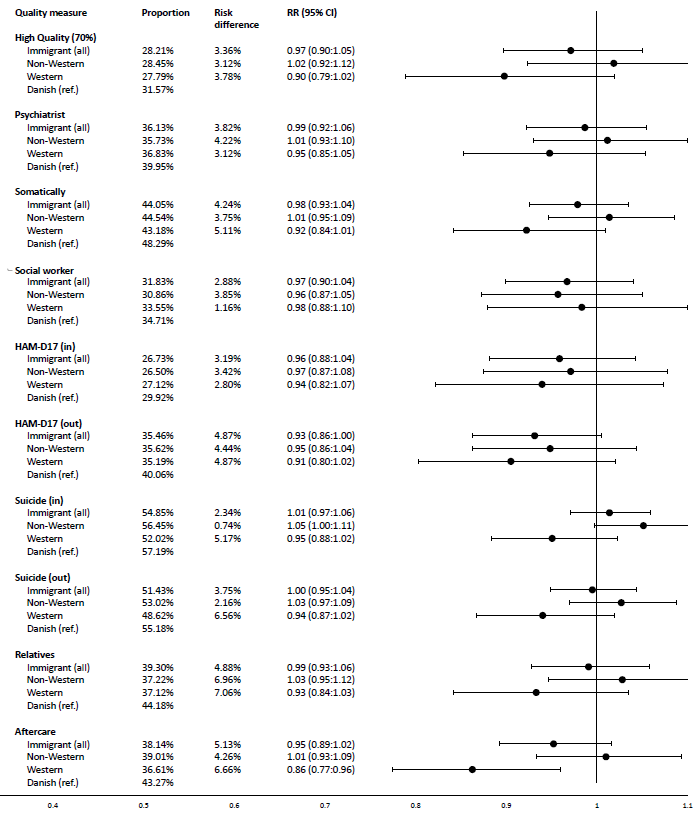 Quality measure Proportion Risk difference RR (95% CI)
High Quality (70%)
Immigrant (all) 28.21% 3.36% 0.97 (0.90:1.05)
Non-Western 28.45% 3.12% 1.02 (0.92:1.12)
Western 27.79% 3.78% 0.90 (0.79:1.02)
Danish (ref.) 31.57%
Psychiatrist
Immigrant (all) 36.13% 3.82% 0.99 (0.92:1.06)
Non-Western 35.73% 4.22% 1.01 (0.93:1.10)
Western 36.83% 3.12% 0.95 (0.85:1.05)
Danish (ref.) 39.95%
Somatically
Immigrant (all) 44.05% 4.24% 0.98 (0.93:1.04)
Non-Western 44.54% 3.75% 1.01 (0.95:1.09)
Western 43.18% 5.11% 0.92 (0.84:1.01)
Danish (ref.) 48.29%
Social worker
Immigrant (all) 31.83% 2.88% 0.97 (0.90:1.04)
Non-Western 30.86% 3.85% 0.96 (0.87:1.05)
Western 33.55% 1.16% 0.98 (0.88:1.10)
Danish (ref.) 34.71%
HAM-D17 (in)
Immigrant (all) 26.73% 3.19% 0.96 (0.88:1.04)
Non-Western 26.50% 3.42% 0.97 (0.87:1.08)
Western 27.12% 2.80% 0.94 (0.82:1.07)
Danish (ref.) 29.92%
HAM-D17 (out)
Immigrant (all) 35.46% 4.87% 0.93 (0.86:1.00)
Non-Western 35.62% 4.44% 0.95 (0.86:1.04)
Western 35.19% 4.87% 0.91 (0.80:1.02)
Danish (ref.) 40.06%
Suicide (in)
Immigrant (all) 54.85% 2.34% 1.01 (0.97:1.06)
Non-Western 56.45% 0.74% 1.05 (1.00:1.11)
Western 52.02% 5.17% 0.95 (0.88:1.02)
Danish (ref.) 57.19%
Suicide (out)
Immigrant (all) 51.43% 3.75% 1.00 (0.95:1.04)
Non-Western 53.02% 2.16% 1.03 (0.97:1.09)
Western 48.62% 6.56% 0.94 (0.87:1.02)
Danish (ref.) 55.18%
Relatives
Immigrant (all) 39.30% 4.88% 0.99 (0.93:1.06)
Non-Western 37.22% 6.96% 1.03 (0.95:1.12)
Western 37.12% 7.06% 0.93 (0.84:1.03)
Danish (ref.) 44.18%
Aftercare
Immigrant (all) 38.14% 5.13% 0.95 (0.89:1.02)
Non-Western 39.01% 4.26% 1.01 (0.93:1.09)
Western 36.61% 6.66% 0.86 (0.77:0.96)
Danish (ref.) 43.27%
0.4 0.5 0.6 0.7 0.8 0.9 1 1.1